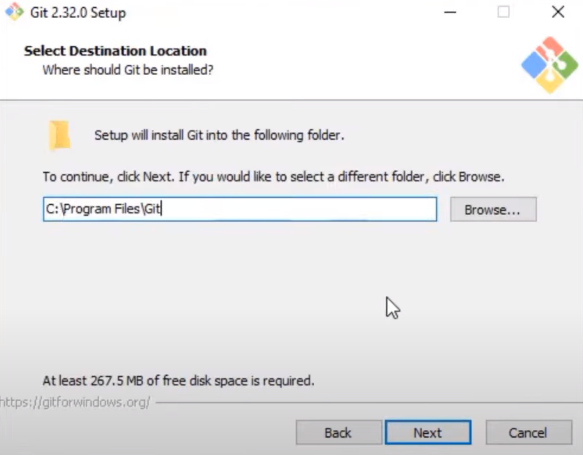 Git 2.32.0 Setup
Select Destination Location
Where should Git be installed?
Setup will install Git into the following folder.
To continue, click Next. If you would like to select a different folder, click Browse.
C:\Program Files\Git
Browse...
At least 267.5 MB of free disk space is required.
https://gitforwindows.org/
Back
Next
Cancel